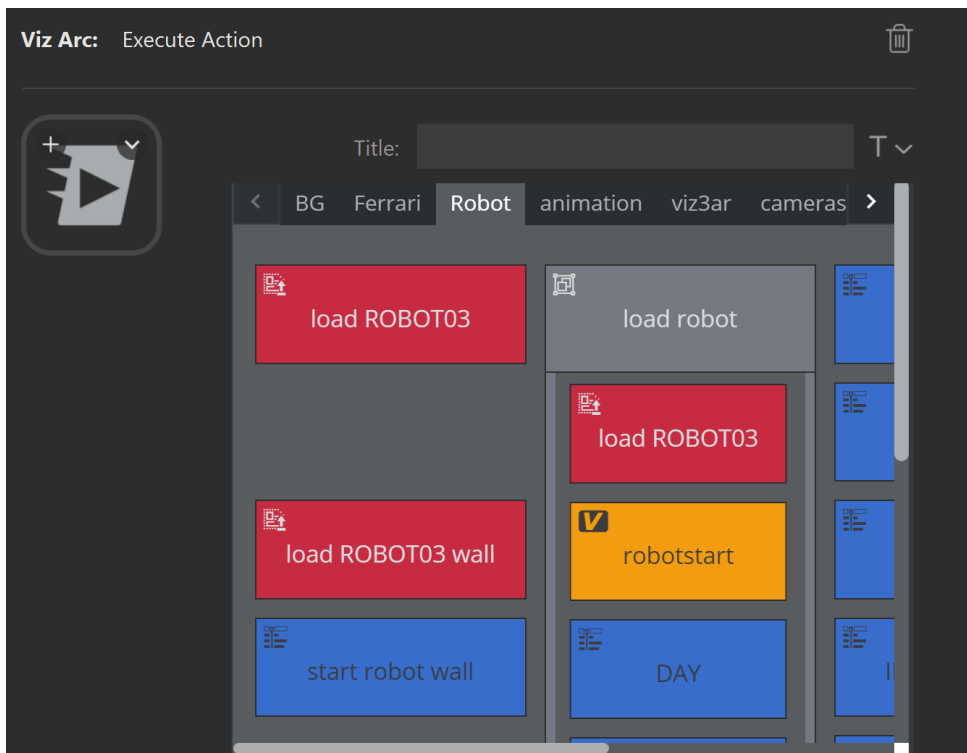 Viz Arc: Execute Action
Title:
T
BG Ferrari Robot animation viz3ar cameras
load ROBOT03
load robot
load ROBOT03
load ROBOT03 wall
V
robotstart
start robot wall
DAY